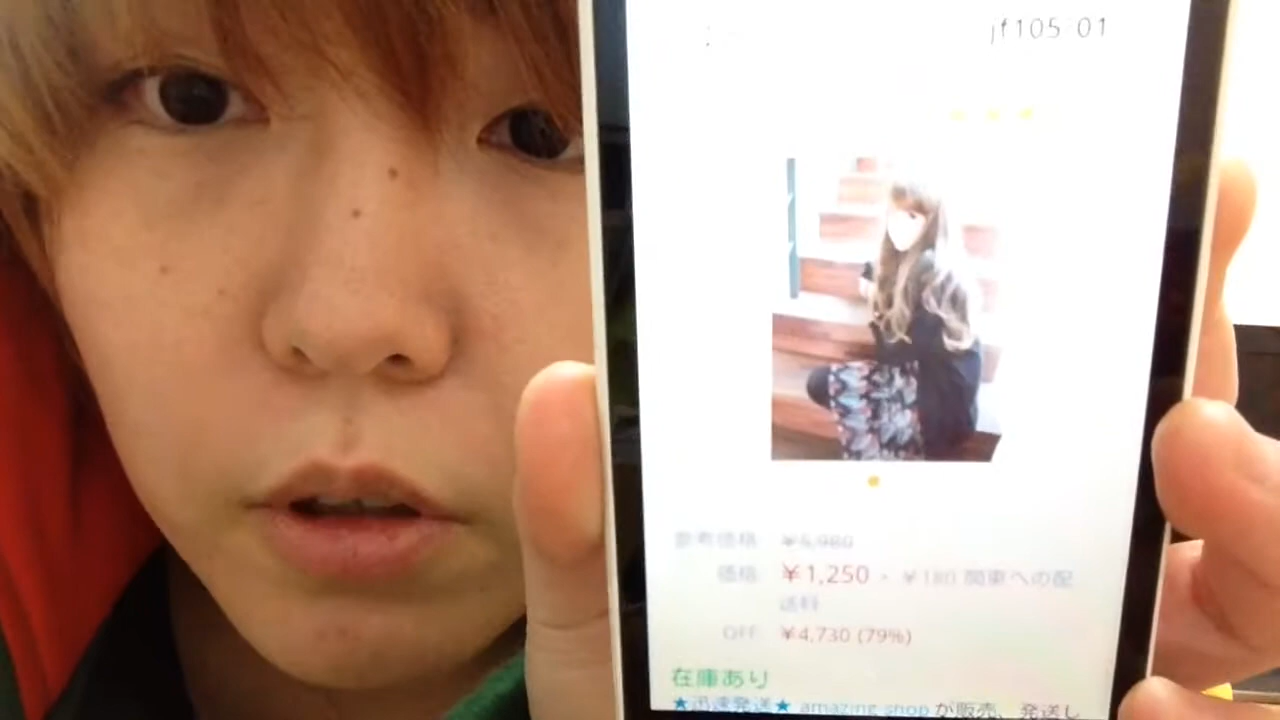 jf105-01
参考価格 ¥5,980
価格 ¥1,250 + ¥180 関東への配
送料
OFF ¥4,730 (79%)
在庫あり
★迅速発送★ amazing shop が販売、発送し